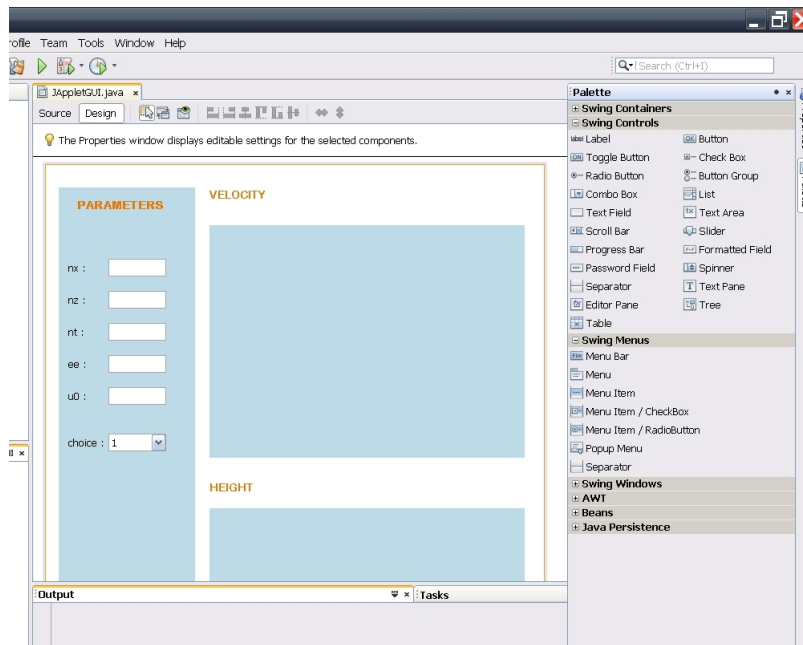 Team Tools Window Help
Search (Ctrl+I)
JAppletGUI.java
Source Design
The Properties window displays editable settings for the selected components.
PARAMETERS
VELOCITY
nx :
nz :
nt :
ee :
u0 :
choice : 1
HEIGHT
Output
Tasks
Palette
Swing Containers
Swing Controls
Label Button
Toggle Button Check Box
Radio Button Button Group
Combo Box List
Text Field Text Area
Scroll Bar Slider
Progress Bar Formatted Field
Password Field Spinner
Separator Text Pane
Editor Pane Tree
Table
Swing Menus
Menu Bar
Menu
Menu Item
Menu Item / CheckBox
Menu Item / RadioButton
Popup Menu
Separator
Swing Windows
AWT
Beans
Java Persistence